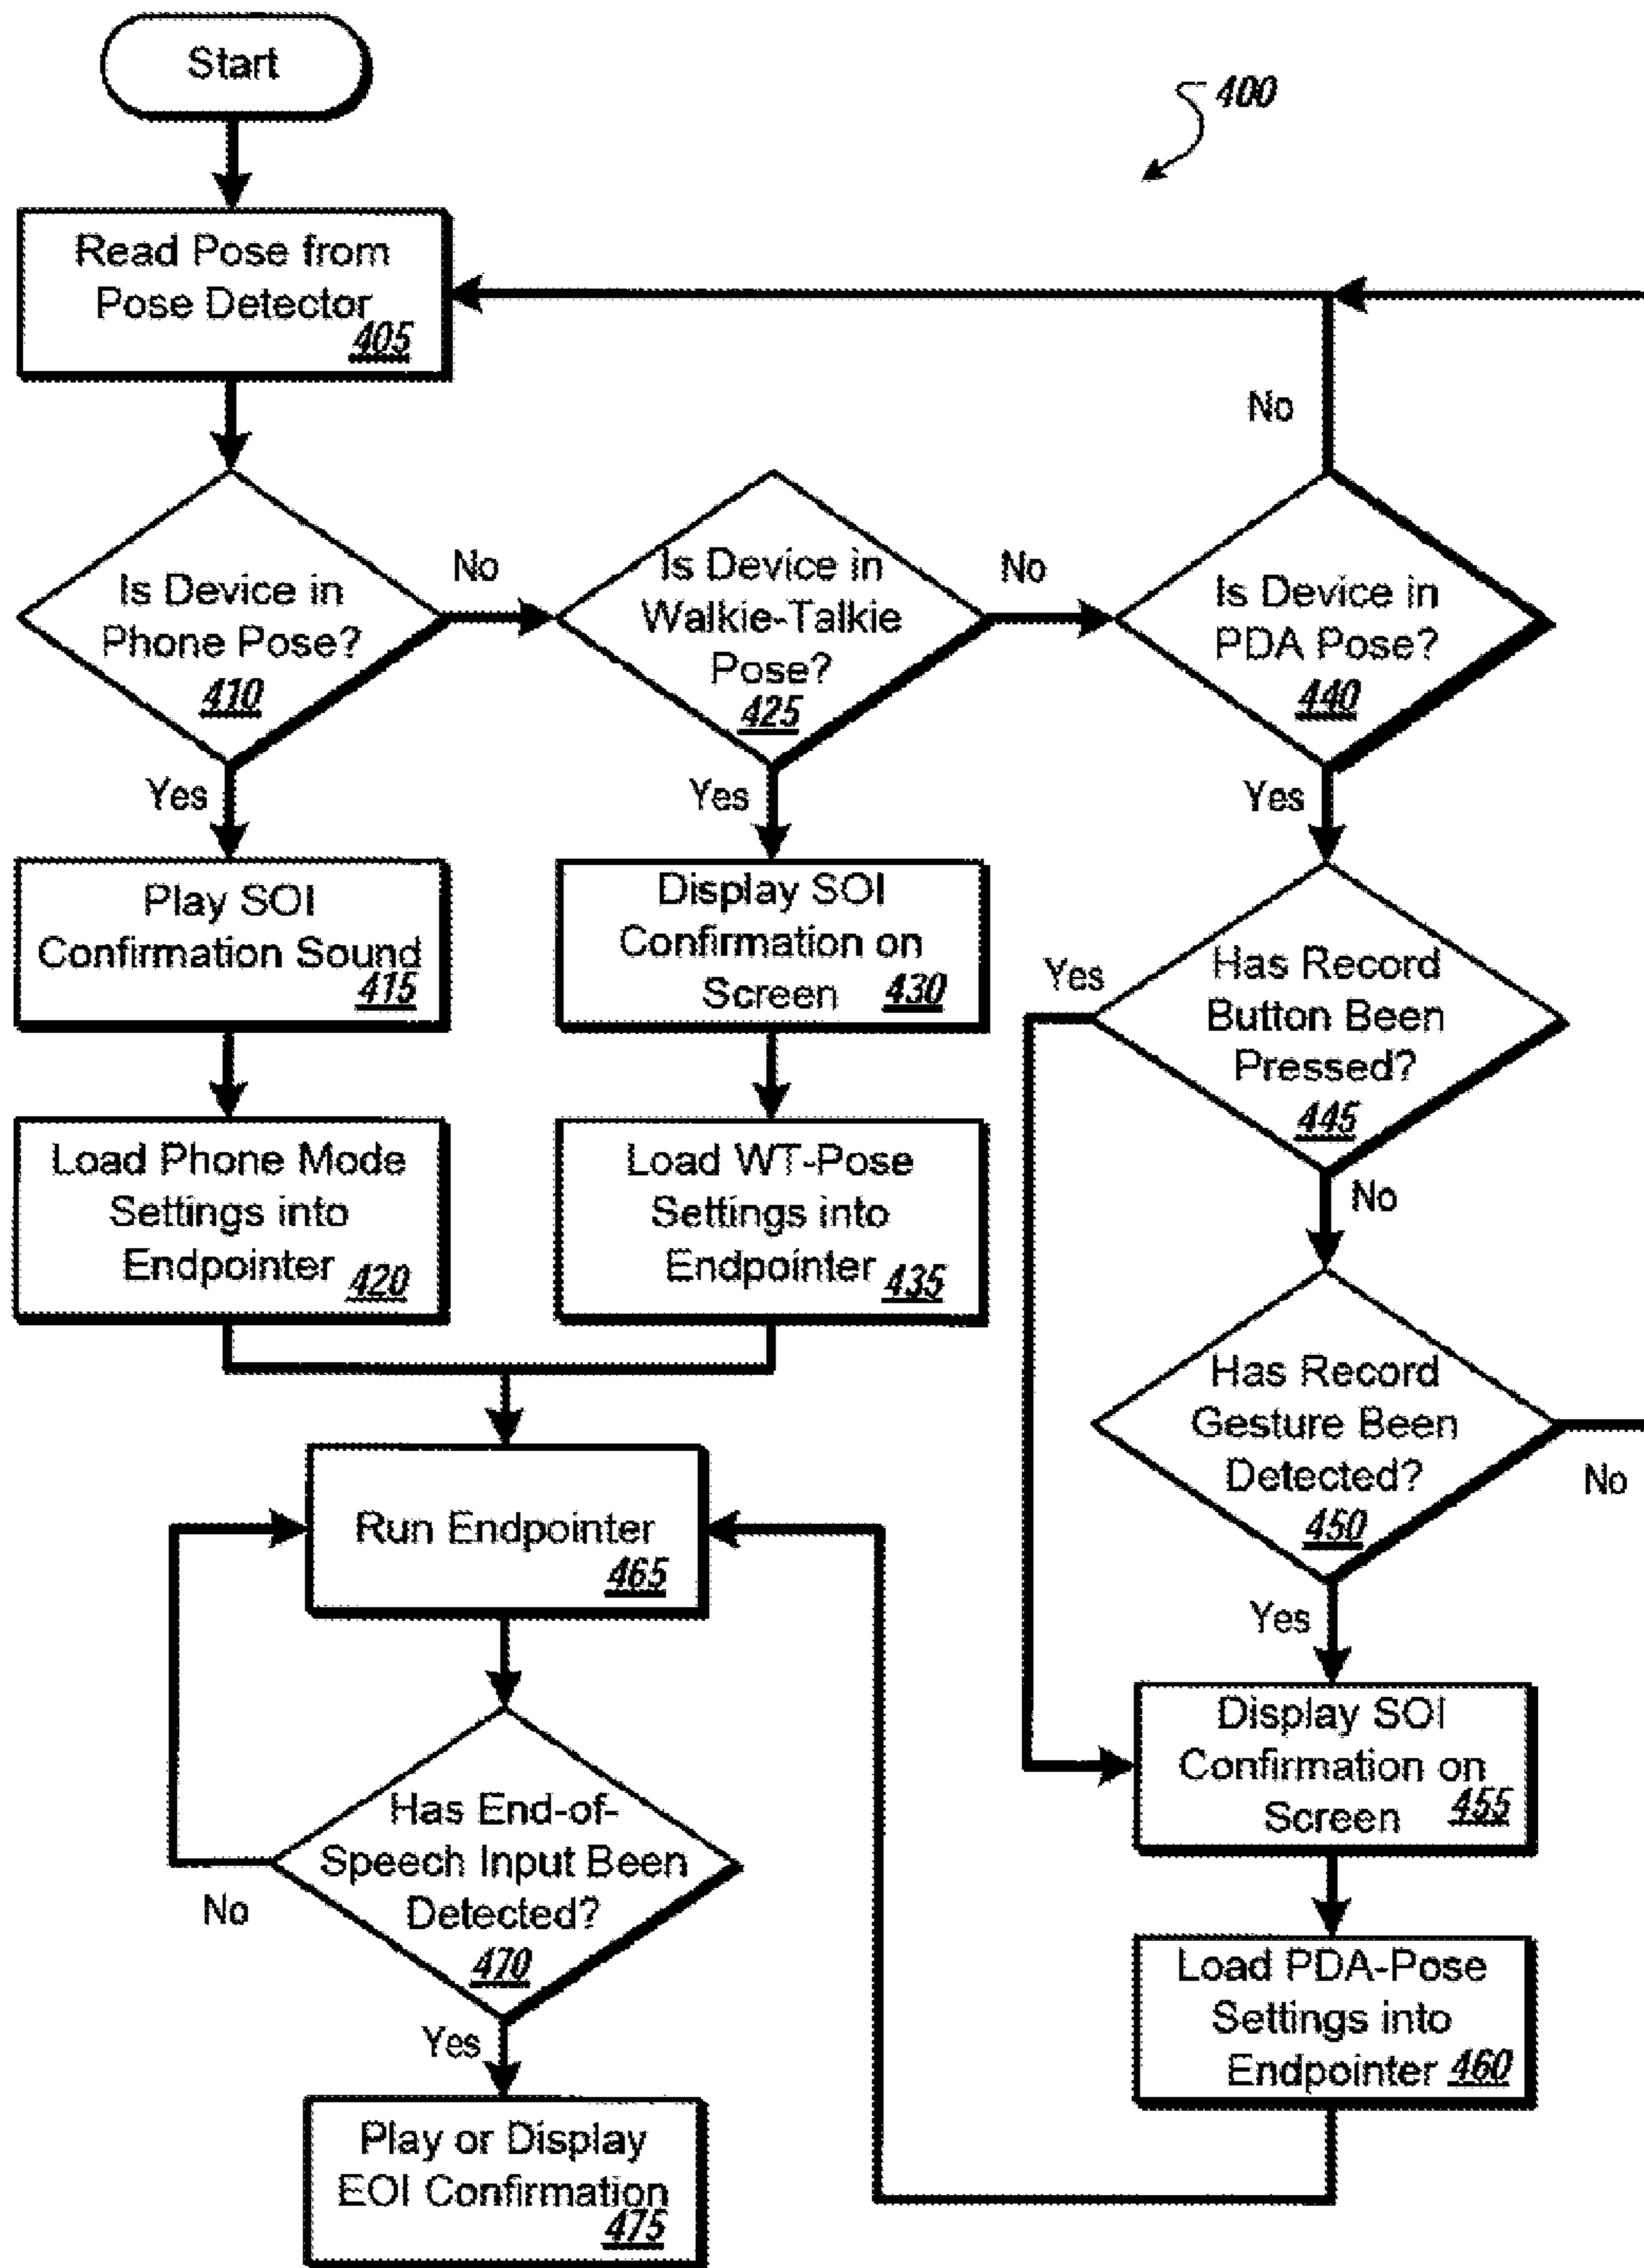 Start
400
Read Pose from
Pose Detector
405
No
Is Device in
Phone Pose?
410
No
Is Device in
Walkie-Talkie
Pose?
425
No
Is Device in
PDA Pose?
440
Yes
Yes
Yes
Play SOI
Confirmation Sound
415
Display SOI
Confirmation on
Screen 430
Yes
Has Record
Button Been
Pressed?
445
No
Load Phone Mode
Settings into
Endpointer 420
Load WT-Pose
Settings into
Endpointer 435
Has Record
Gesture Been
Detected?
450
No
Yes
Run Endpointer
465
Display SOI
Confirmation on
Screen 455
Has End-of-
Speech Input Been
Detected?
470
No
Yes
Load PDA-Pose
Settings into
Endpointer 460
Play or Display
EOI Confirmation
475